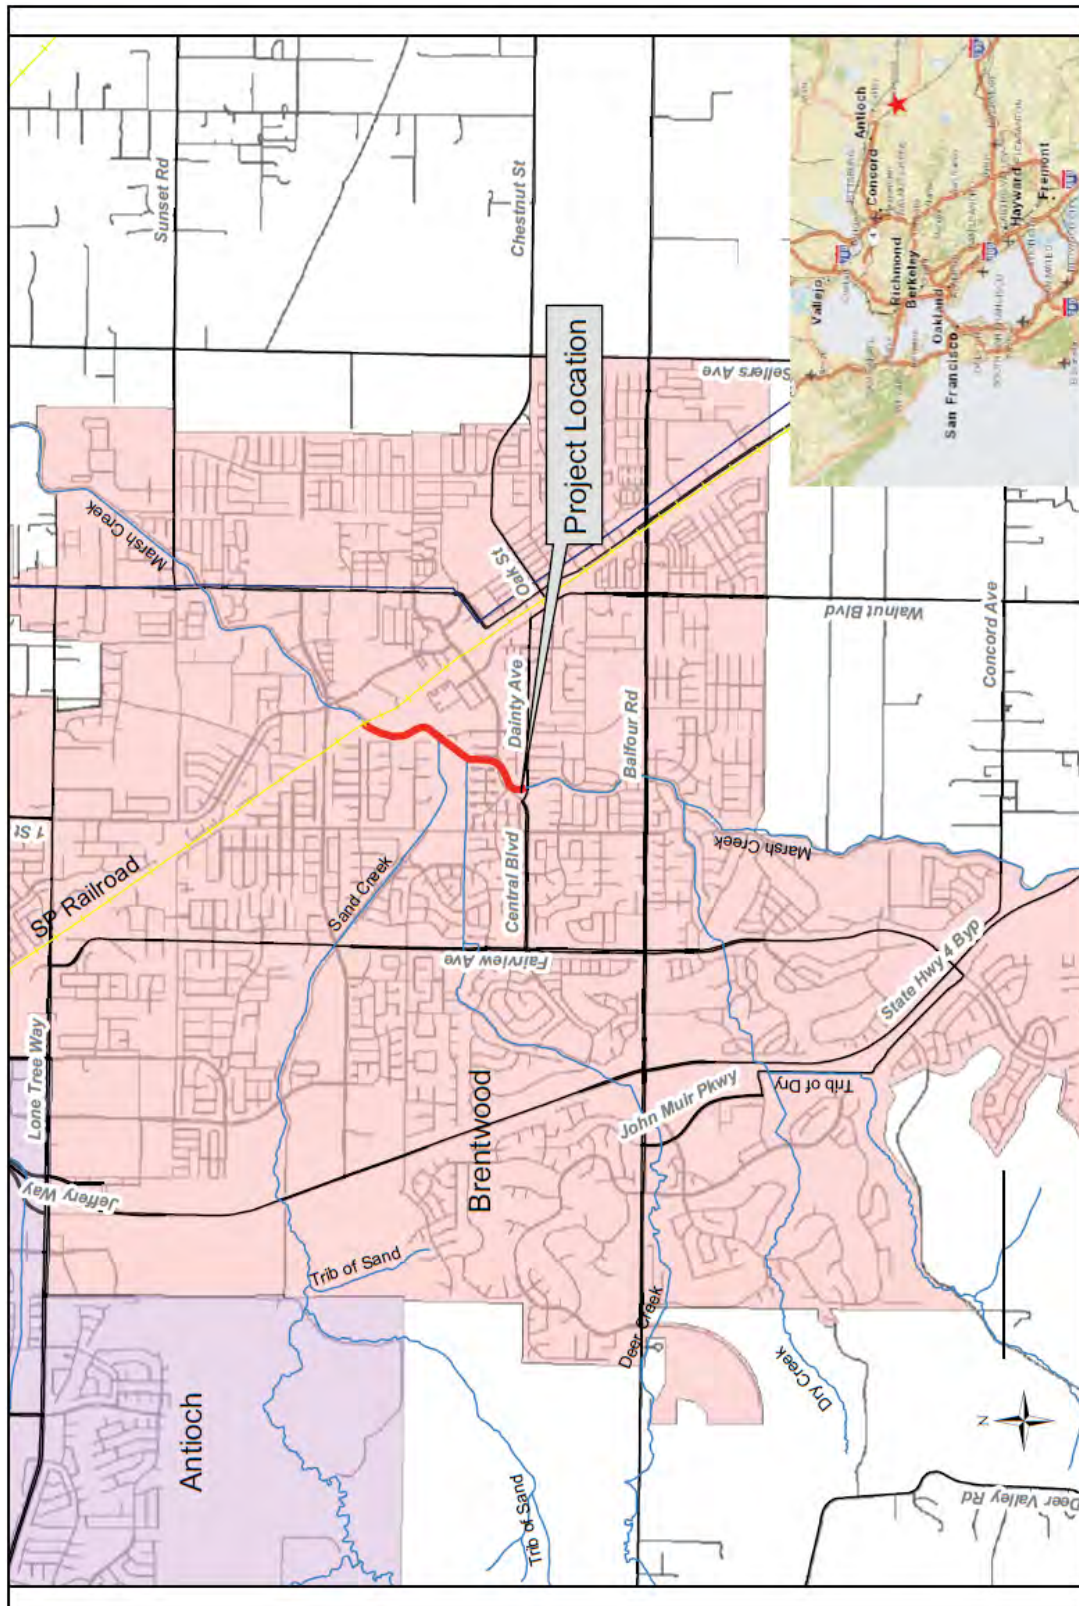 Sunset Rd
Chestnut St
Marsh Creek
Sellers Ave
Project Location
Oak St
Walnut Blvd
Concord Ave
Dainty Ave
Balfour Rd
1 St
SP Railroad
Sand Creek
Central Blvd
Marsh Creek
Fairview Ave
State Hwy 4 Byp
Lone Tree Way
Jeffery Way
Brentwood
John Muir Pkwy
Trib of Dry
Trib of Sand
Deer Creek
Dry Creek
Antioch
Trib of Sand
N
Deer Valley Rd
Antioch
Concord
Vallejo
Richmond
Berkeley
Oakland
San Francisco
Hayward
Fremont